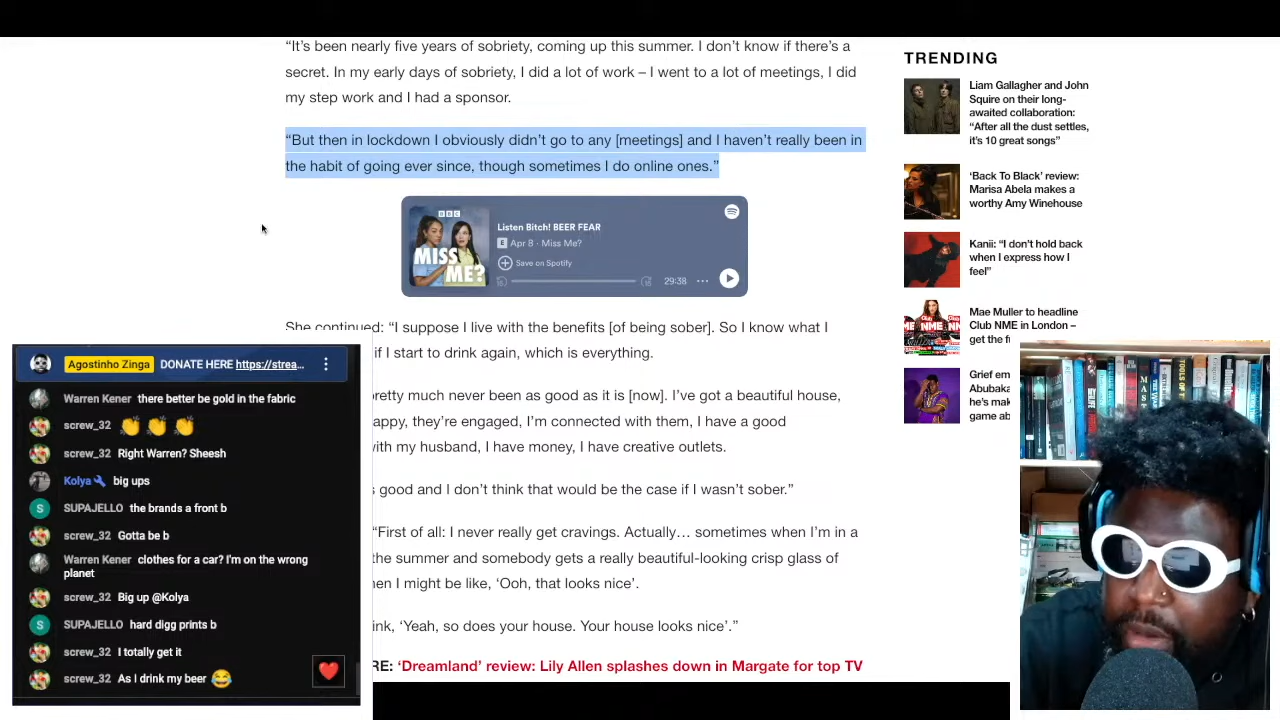 “It’s been nearly five years of sobriety, coming up this summer. I don’t know if there’s a
secret. In my early days of sobriety, I did a lot of work – I went to a lot of meetings, I did
my step work and I had a sponsor.
“But then in lockdown I obviously didn’t go to any [meetings] and I haven’t really been in
the habit of going ever since, though sometimes I do online ones.”
BBC
MISS
ME?
Listen Bitch! BEER FEAR
E Apr 8 · Miss Me?
Save on Spotify
29:38
She continued: “I suppose I live with the benefits [of being sober]. So I know what I
if I start to drink again, which is everything.
pretty much never been as good as it is [now]. I’ve got a beautiful house,
appy, they’re engaged, I’m connected with them, I have a good
with my husband, I have money, I have creative outlets.
s good and I don’t think that would be the case if I wasn’t sober.”
“First of all: I never really get cravings. Actually… sometimes when I’m in a
he summer and somebody gets a really beautiful-looking crisp glass of
en I might be like, ‘Ooh, that looks nice’.
ink, ‘Yeah, so does your house. Your house looks nice’.”
RE: ‘Dreamland’ review: Lily Allen splashes down in Margate for top TV
TRENDING
Liam Gallagher and John
Squire on their long-
awaited collaboration:
“After all the dust settles,
it’s 10 great songs”
‘Back To Black’ review:
Marisa Abela makes a
worthy Amy Winehouse
Kanii: “I don’t hold back
when I express how I
feel”
Mae Muller to headline
Club NME in London –
get the f
Grief em
Abubaka
he’s mak
game ab
Agostinho Zinga DONATE HERE https://strea...
Warren Kener there better be gold in the fabric
screw_32 👏👏👏
screw_32 Right Warren? Sheesh
Kolya big ups
S SUPAJELLO the brands a front b
screw_32 Gotta be b
Warren Kener clothes for a car? I'm on the wrong
planet
screw_32 Big up @Kolya
S SUPAJELLO hard digg prints b
screw_32 I totally get it
screw_32 As I drink my beer 😂